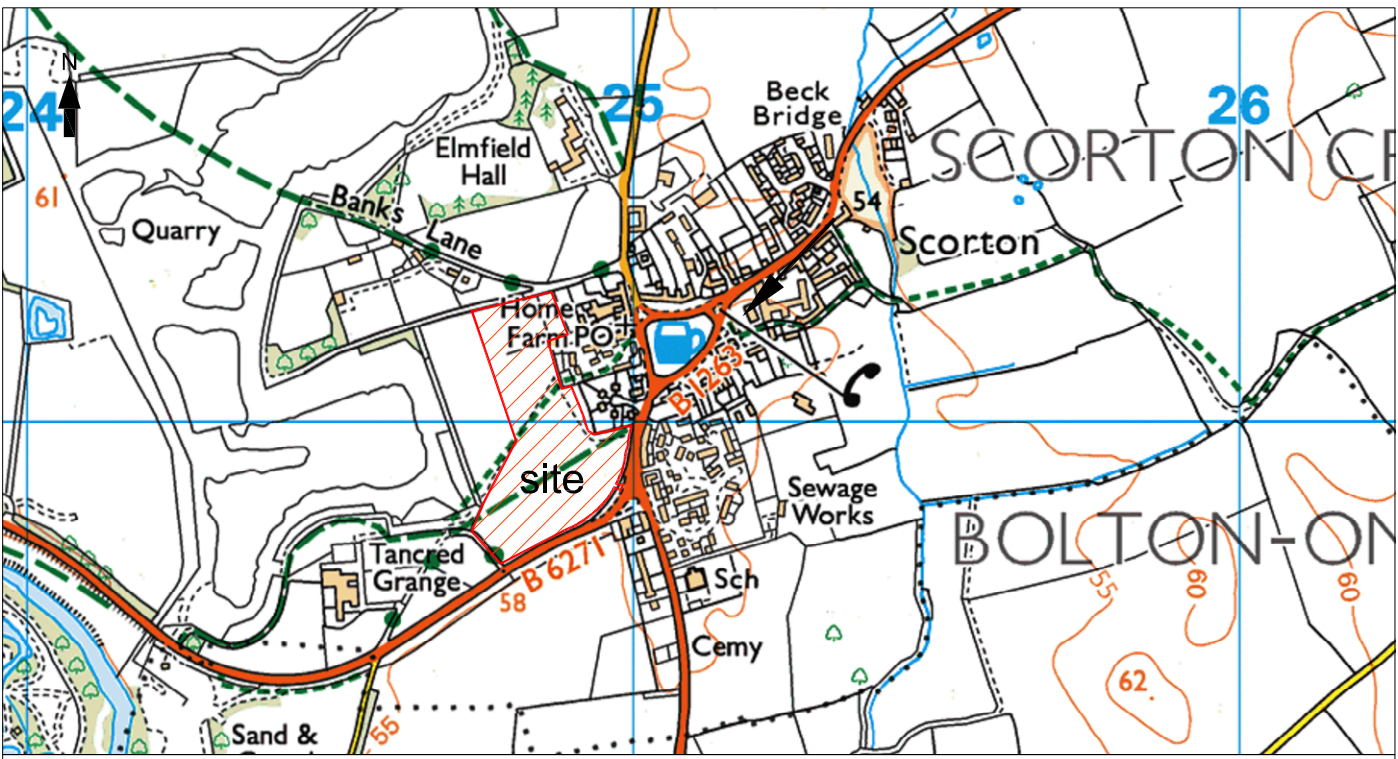 N
24
25
26
Beck
Bridge
Elmfield
Hall
SCORTON
61
Banks
Lane
54
Quarry
Scorton
Home
Farm PO
B 1263
site
Sewage
Works
BOLTON-ON
Tancred
Grange
B 6271
58
Sch
55
60
60
Cemy
62
Sand &
55